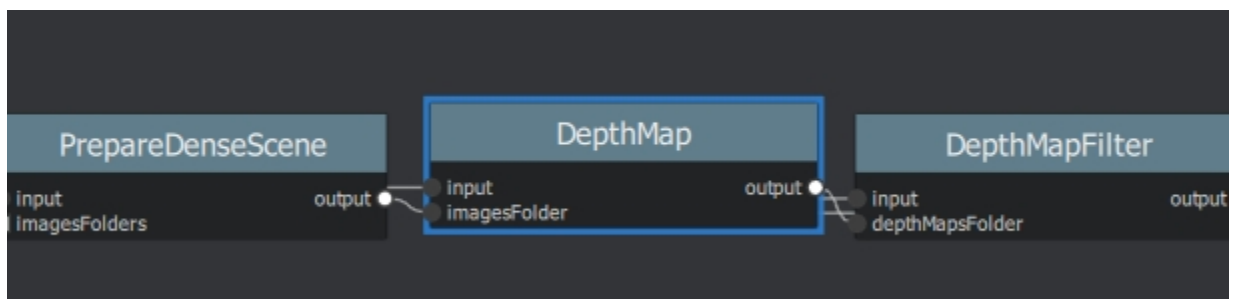 PrepareDenseScene
input
output
imagesFolders
DepthMap
input
output
imagesFolder
DepthMapFilter
input
output
depthMapsFolder